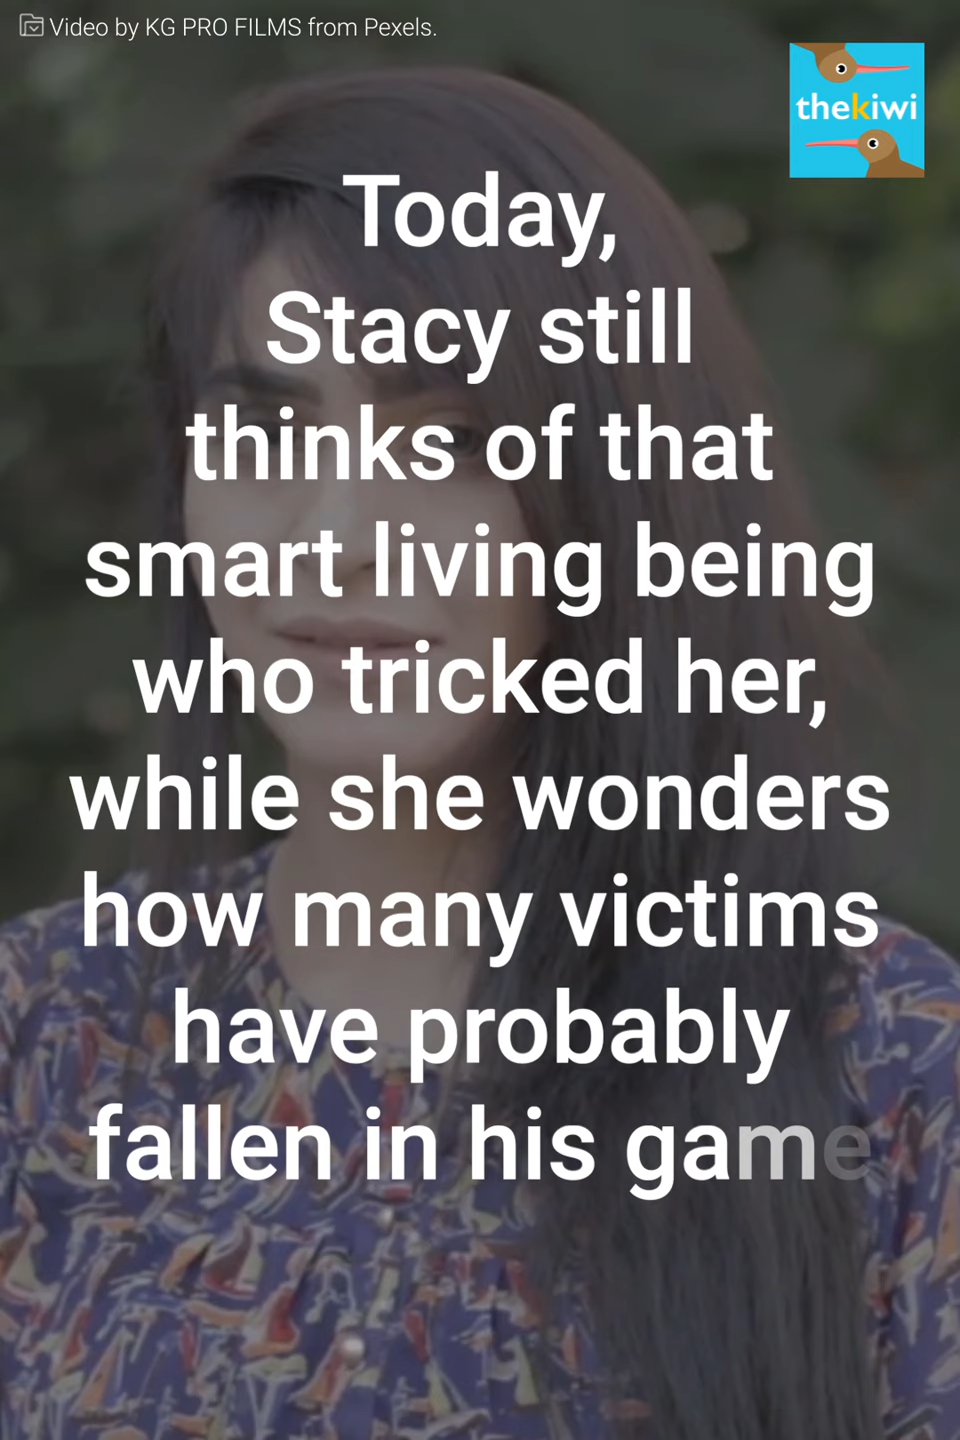 Video by KG PRO FILMS from Pexels.
thekiwi
Today,
Stacy still
thinks of that
smart living being
who tricked her,
while she wonders
how many victims
have probably
fallen in his game